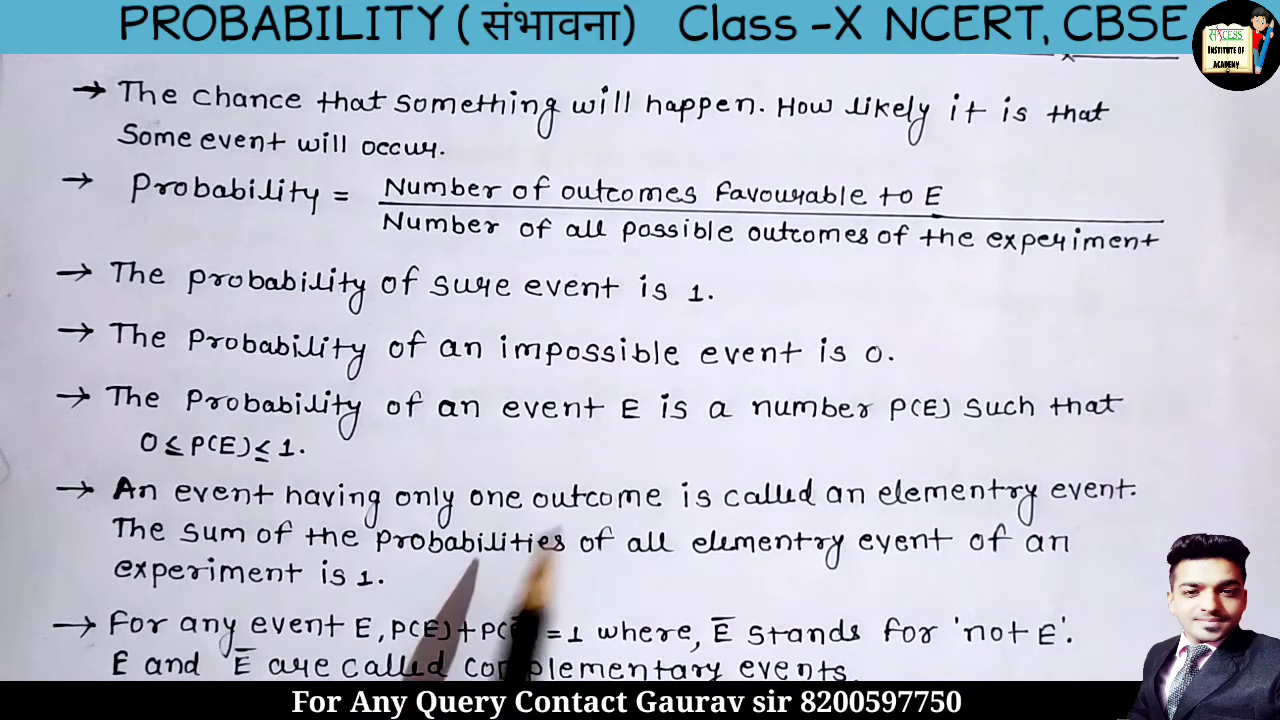 PROBABILITY ( संभावना) Class –X NCERT, CBSE
सxcess
INSTITUTE OF
ACADEMY
→ The chance that something will happen. How likely it is that
Some event will occur.
→ Probability = Number of outcomes favourable to E
Number of all possible outcomes of the experiment
→ The probability of sure event is 1.
→ The Probability of an impossible event is 0.
→ The Probability of an event E is a number P(E) Such that
0 ≤ P(E) ≤ 1.
→ An event having only one outcome is called an elementry event.
The sum of the probabilities of all elementry event of an
experiment is 1.
→ For any event E, P(E)+P( =1 where, E̅ stands for 'not E'.
E and E̅ are called complementary events.
For Any Query Contact Gaurav sir 8200597750